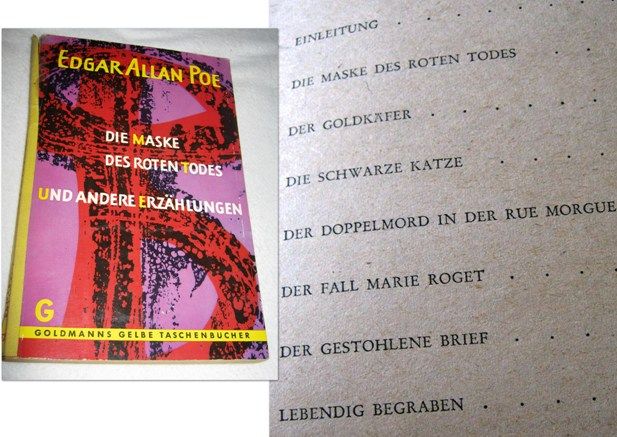 EDGAR ALLAN POE
DIE MASKE
DES ROTEN TODES
UND ANDERE ERZÄHLUNGEN
G
GOLDMANNS GELBE TASCHENBÜCHER
EINLEITUNG . . . . .
DIE MASKE DES ROTEN TODES . . .
DER GOLDKÄFER . . . . .
DIE SCHWARZE KATZE . . . .
DER DOPPELMORD IN DER RUE MORGUE
DER FALL MARIE ROGET . . . .
DER GESTOHLENE BRIEF . . . .
LEBENDIG BEGRABEN . . . .